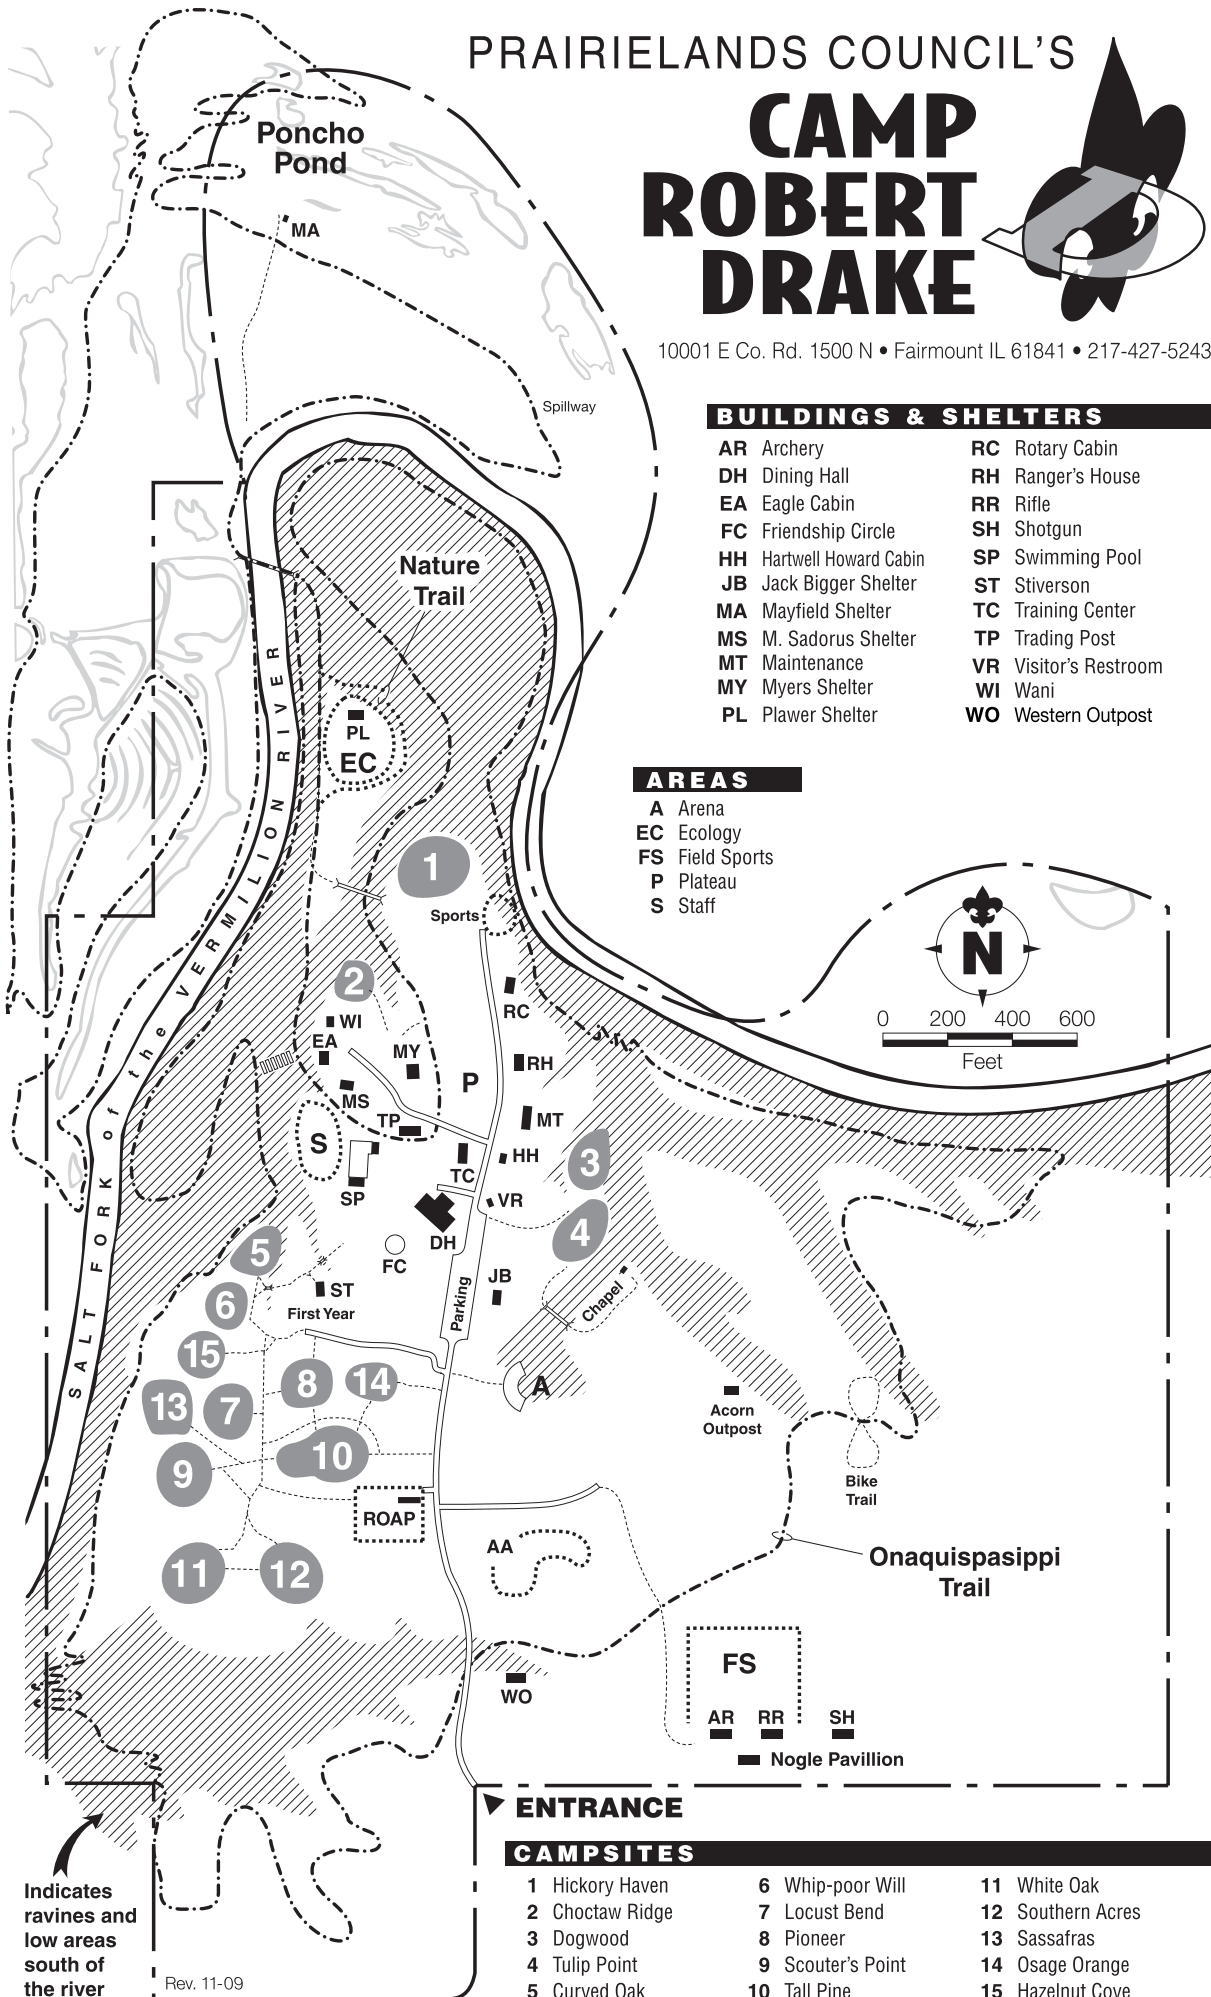 PRAIRIELANDS COUNCIL'S
CAMP
ROBERT
DRAKE
10001 E Co. Rd. 1500 N • Fairmount IL 61841 • 217-427-5243
Poncho
Pond
MA
Spillway
BUILDINGS & SHELTERS
AR Archery
DH Dining Hall
EA Eagle Cabin
FC Friendship Circle
HH Hartwell Howard Cabin
JB Jack Bigger Shelter
MA Mayfield Shelter
MS M. Sadorus Shelter
MT Maintenance
MY Myers Shelter
PL Plawer Shelter
RC Rotary Cabin
RH Ranger's House
RR Rifle
SH Shotgun
SP Swimming Pool
ST Stiverson
TC Training Center
TP Trading Post
VR Visitor's Restroom
WI Wani
WO Western Outpost
AREAS
A Arena
EC Ecology
FS Field Sports
P Plateau
S Staff
N
0 200 400 600
Feet
Nature
Trail
PL
EC
SALT FORK of the VERMILION RIVER
1
Sports
2
WI
EA
MY
MS
TP
P
RC
RH
MT
HH
TC
VR
S
SP
DH
FC
3
4
5
6
ST
First Year
JB
Parking
Chapel
15
13
7
8
14
A
9
10
Acorn
Outpost
Bike
Trail
ROAP
AA
11
12
Onaquispasippi
Trail
FS
AR RR SH
Nogle Pavillion
WO
ENTRANCE
Indicates
ravines and
low areas
south of
the river
Rev. 11-09
CAMPSITES
1 Hickory Haven
2 Choctaw Ridge
3 Dogwood
4 Tulip Point
5 Curved Oak
6 Whip-poor Will
7 Locust Bend
8 Pioneer
9 Scouter's Point
10 Tall Pine
11 White Oak
12 Southern Acres
13 Sassafras
14 Osage Orange
15 Hazelnut Cove